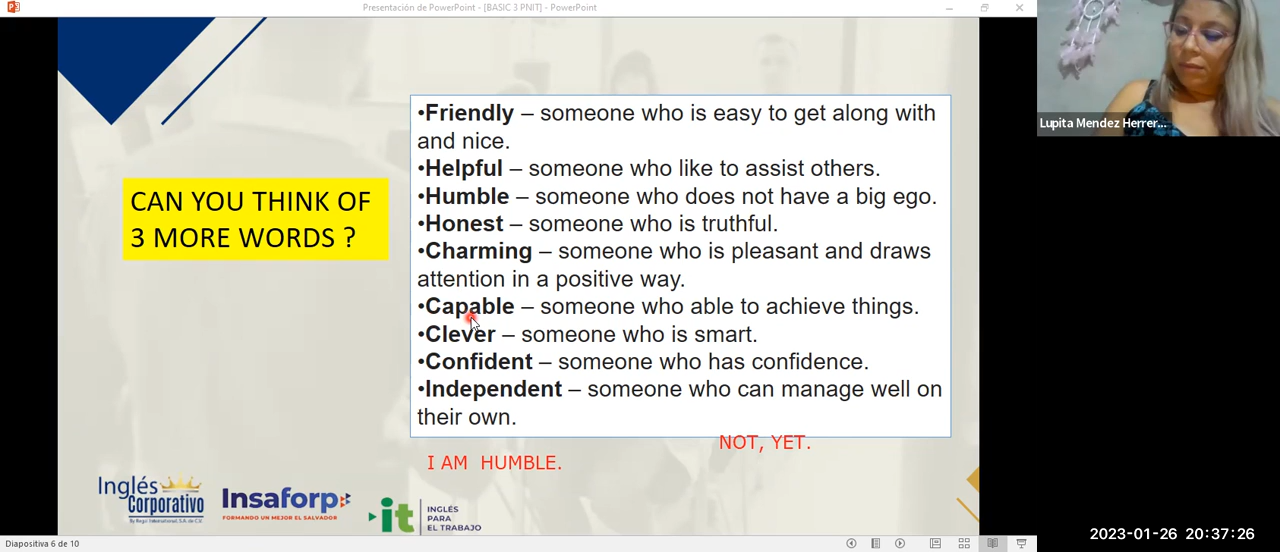 Presentación de PowerPoint - [BASIC 3 PNIT] - PowerPoint
Lupita Mendez Herrer...
CAN YOU THINK OF
3 MORE WORDS ?
•Friendly – someone who is easy to get along with
and nice.
•Helpful – someone who like to assist others.
•Humble – someone who does not have a big ego.
•Honest – someone who is truthful.
•Charming – someone who is pleasant and draws
attention in a positive way.
•Capable – someone who able to achieve things.
•Clever – someone who is smart.
•Confident – someone who has confidence.
•Independent – someone who can manage well on
their own.
NOT, YET.
I AM HUMBLE.
Inglés
Corporativo
By Regal International, S.A. de C.V.
Insaforp
FORMANDO UN MEJOR EL SALVADOR
it
INGLÉS
PARA
EL TRABAJO
2023-01-26 20:37:26
Diapositiva 6 de 10